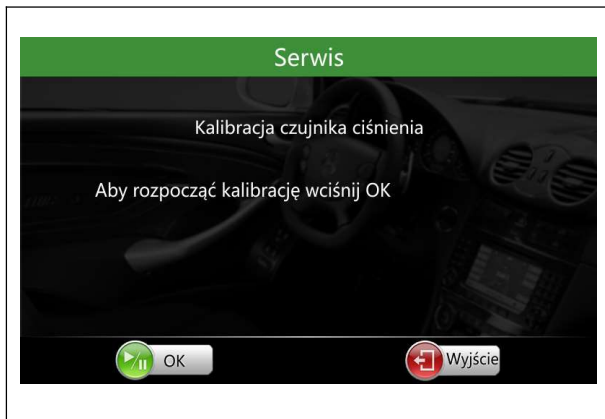 Serwis
Kalibracja czujnika ciśnienia
Aby rozpocząć kalibrację wciśnij OK
OK
Wyjście